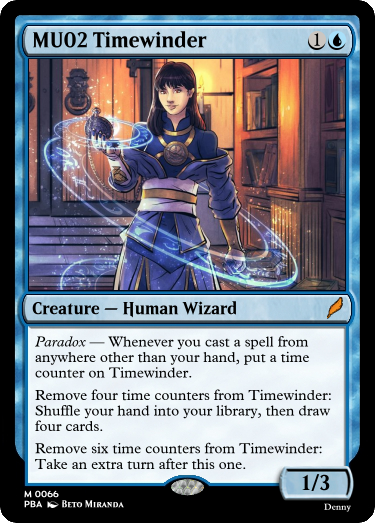 MU02 Timewinder 1
Creature — Human Wizard
Paradox — Whenever you cast a spell from
anywhere other than your hand, put a time
counter on Timewinder.
Remove four time counters from Timewinder:
Shuffle your hand into your library, then draw
four cards.
Remove six time counters from Timewinder:
Take an extra turn after this one.
1/3
M 0066
PBA Beto Miranda
Denny